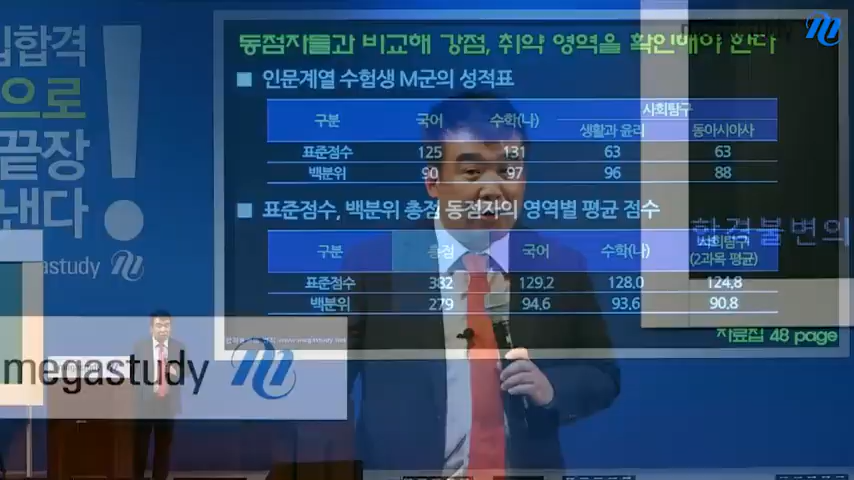 동점자들과 비교해 강점, 취약 영역을 확인해야 한다
■ 인문계열 수험생 M군의 성적표
구분 국어 수학(나) 사회탐구
생활과 윤리 동아시아사
표준점수 125 131 63 63
백분위 90 97 96 88
■ 표준점수, 백분위 총점 동점자의 영역별 평균 점수
구분 총점 국어 수학(나) 사회탐구
(2과목 평균)
표준점수 382 129.2 128.0 124.8
백분위 279 94.6 93.6 90.8
자료집 48 page
합격
으로
끝장
낸다!
megastudy
합격불변의